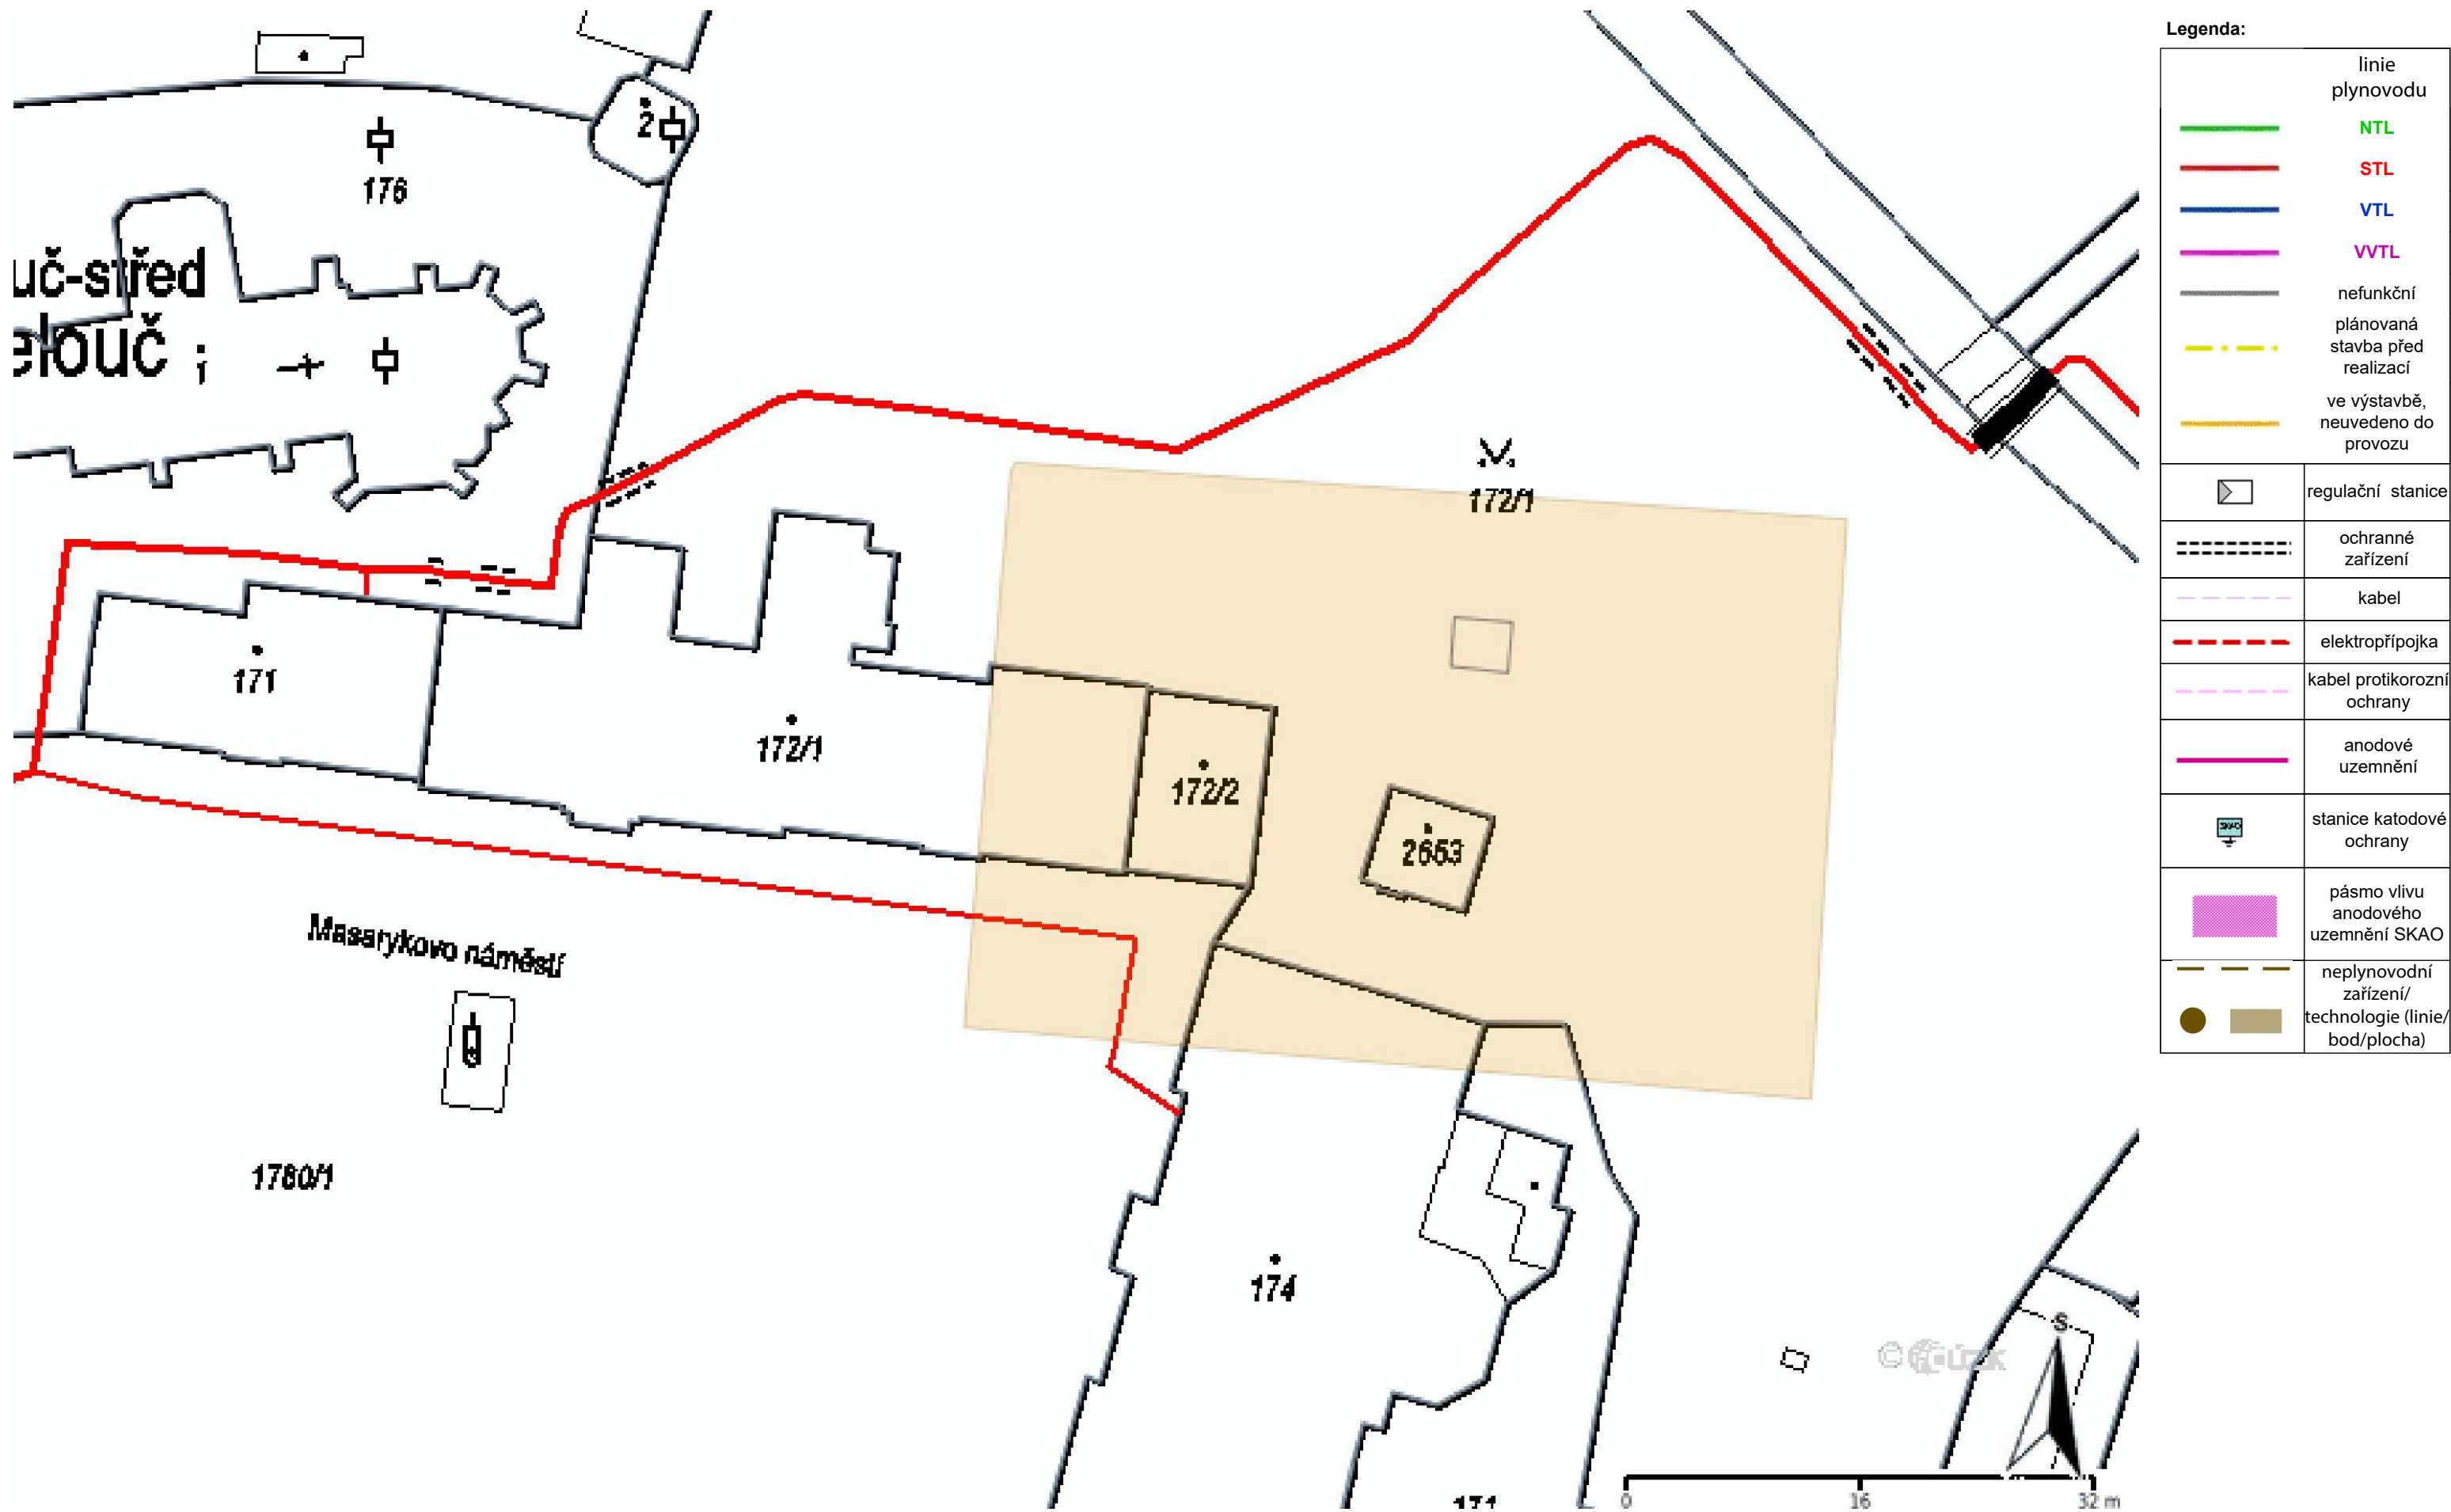 2
176
uč-střed
elouč
172/1
171
172/1
172/2
2653
Masarykovo náměstí
1780/1
174
S
0 16 32 m
Legenda:
linie
plynovodu
NTL
STL
VTL
VVTL
nefunkční
plánovaná
stavba před
realizací
ve výstavbě,
neuvedeno do
provozu
regulační stanice
ochranné
zařízení
kabel
elektropřípojka
kabel protikorozní
ochrany
anodové
uzemnění
SKAO
stanice katodové
ochrany
pásmo vlivu
anodového
uzemnění SKAO
neplynovodní
zařízení/
technologie (linie/
bod/plocha)